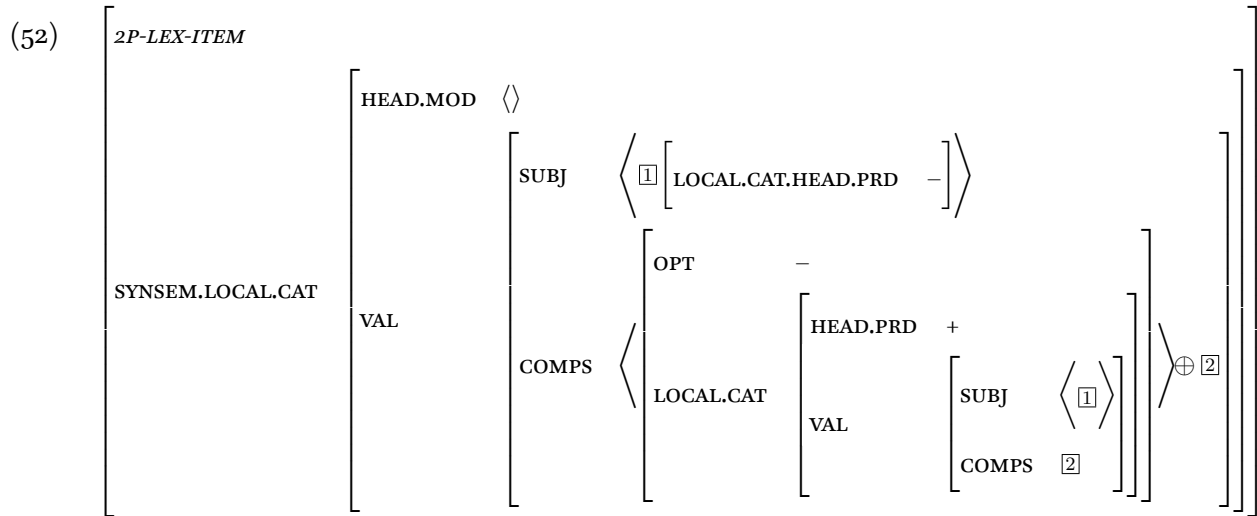 (52) 2P-LEX-ITEM
HEAD.MOD ⟨⟩
SUBJ ⟨ 1 [ LOCAL.CAT.HEAD.PRD − ] ⟩
OPT −
SYNSEM.LOCAL.CAT
VAL
HEAD.PRD +
COMPS ⟨ ⟩ ⊕ 2
LOCAL.CAT
SUBJ ⟨ 1 ⟩
VAL
COMPS 2